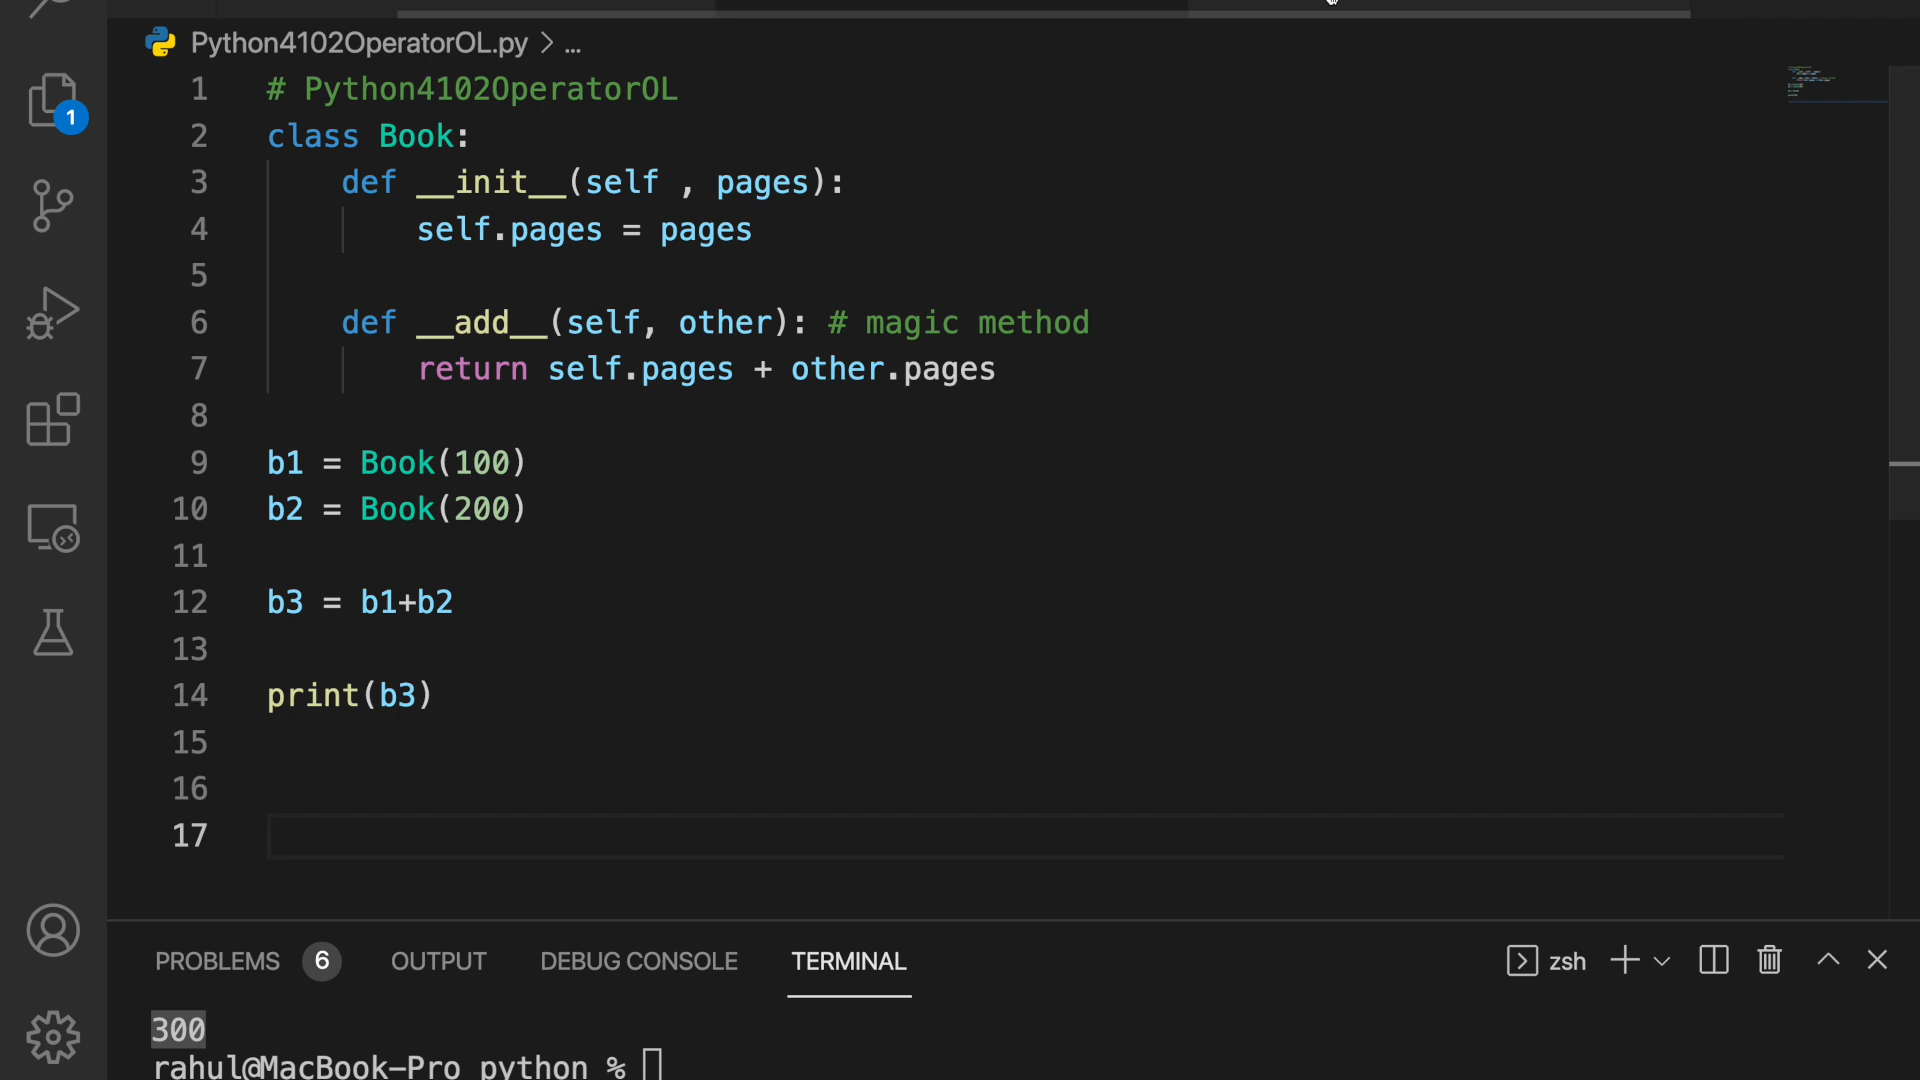 Python4102OperatorOL.py > ...
1 # Python4102OperatorOL
2 class Book:
3 def __init__(self , pages):
4 self.pages = pages
5
6 def __add__(self, other): # magic method
7 return self.pages + other.pages
8
9 b1 = Book(100)
10 b2 = Book(200)
11
12 b3 = b1+b2
13
14 print(b3)
15
16
17
1
PROBLEMS 6 OUTPUT DEBUG CONSOLE TERMINAL zsh
300
rahul@MacBook-Pro python %